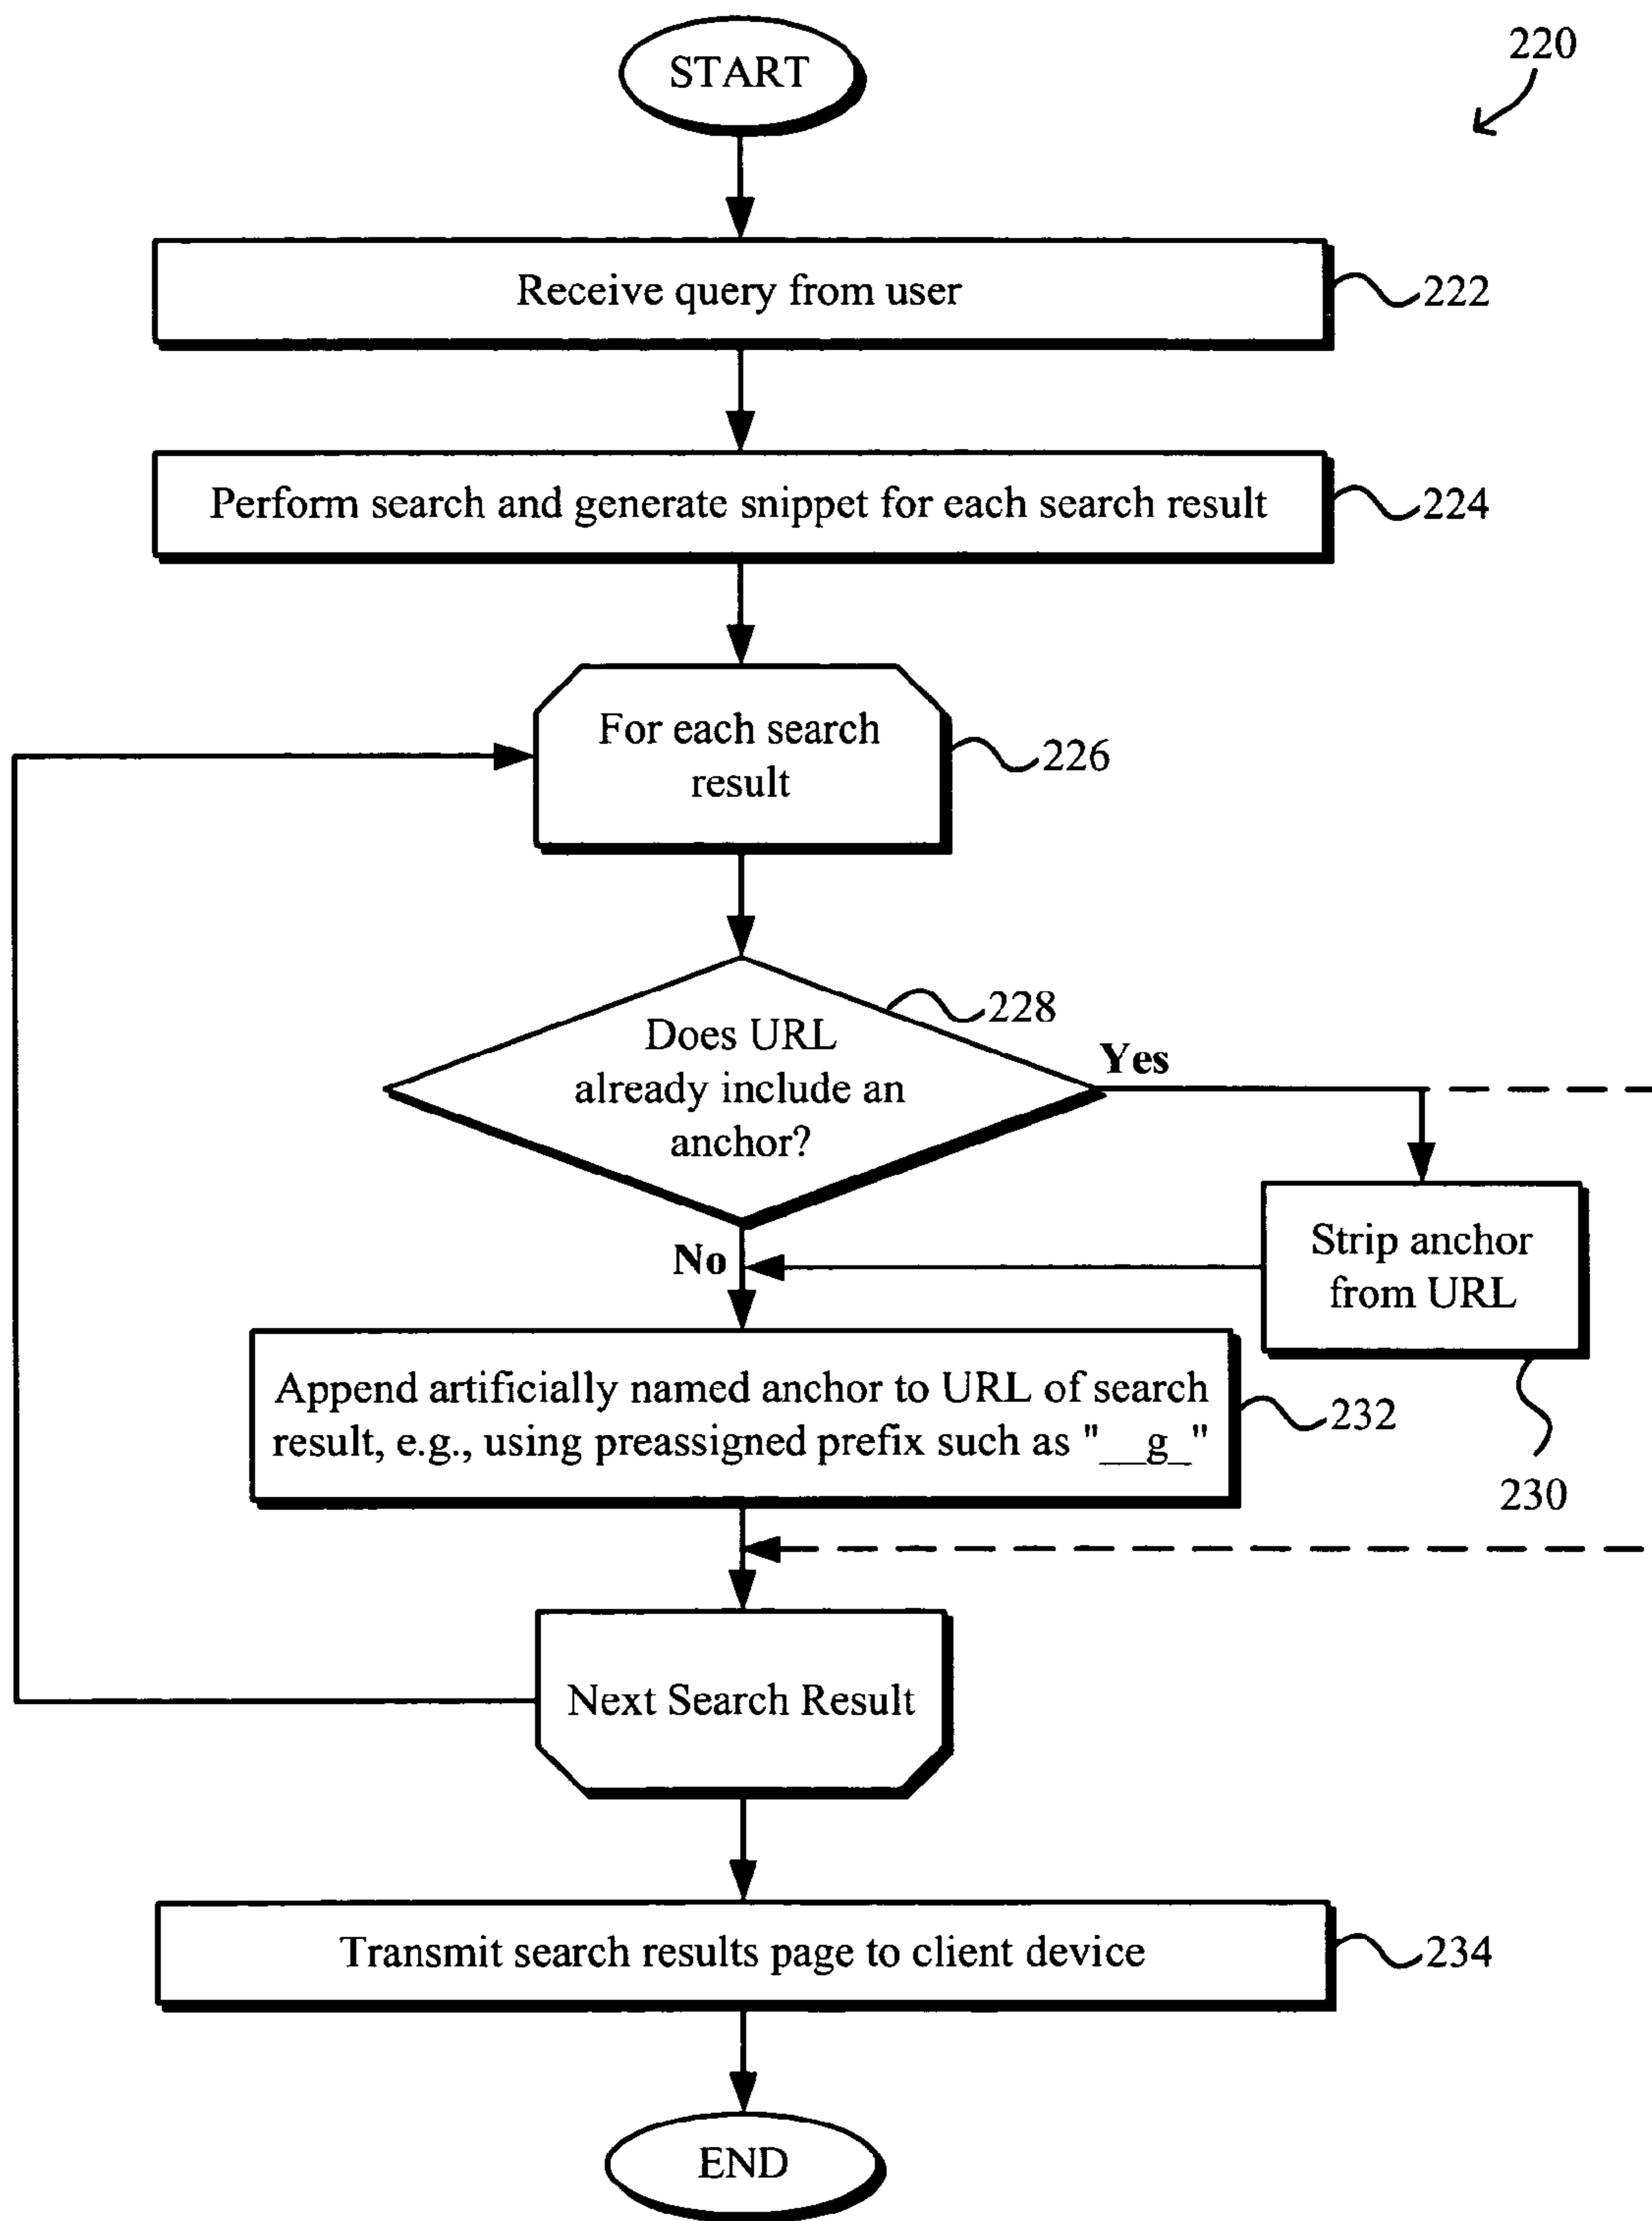 START
220
Receive query from user
222
Perform search and generate snippet for each search result
224
For each search
result
226
228
Does URL
already include an
anchor?
Yes
No
Strip anchor
from URL
230
Append artificially named anchor to URL of search
result, e.g., using preassigned prefix such as "__g_"
232
Next Search Result
Transmit search results page to client device
234
END